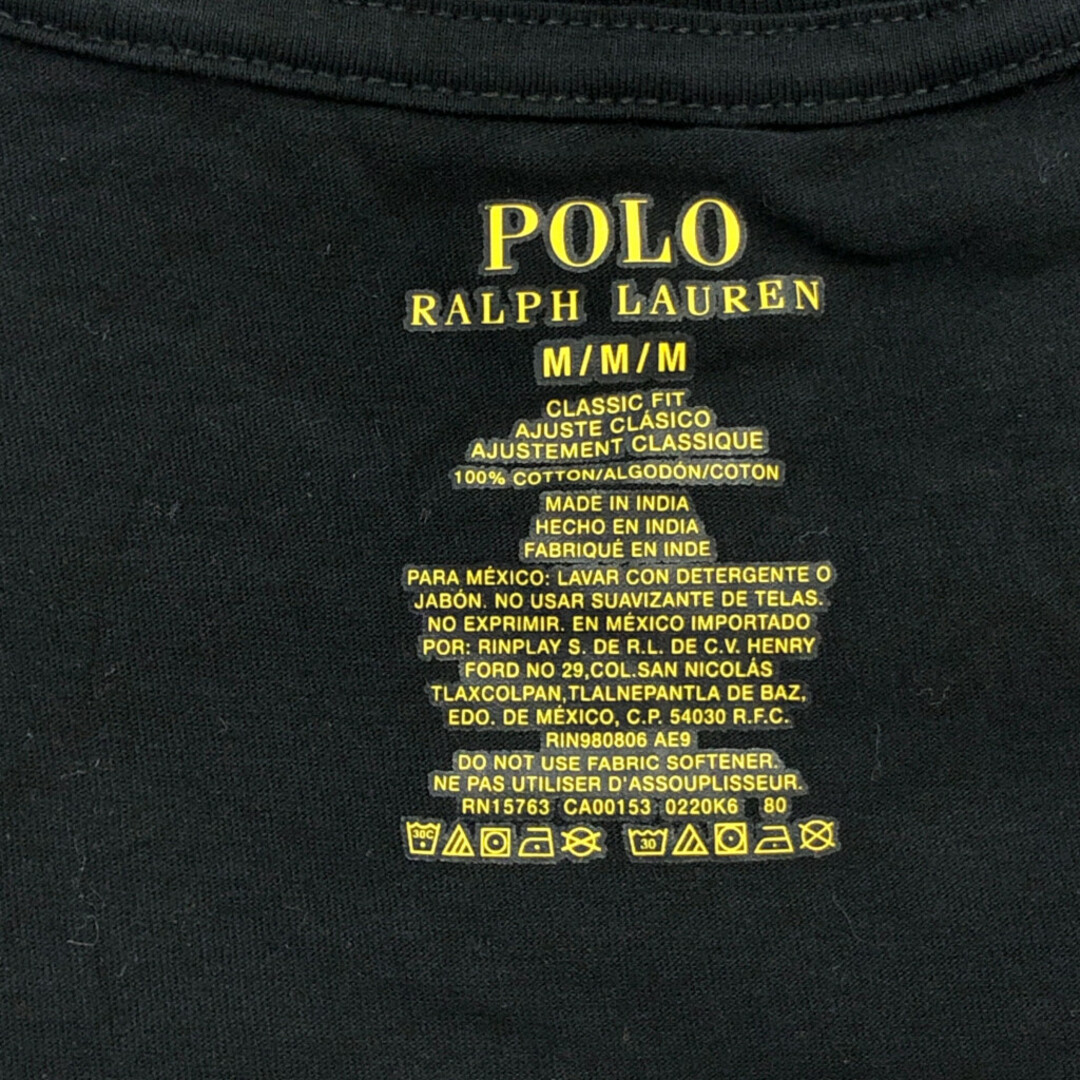 POLO
RALPH LAUREN
M/M/M
CLASSIC FIT
AJUSTE CLÁSICO
AJUSTEMENT CLASSIQUE
100% COTTON/ALGODÓN/COTON
MADE IN INDIA
HECHO EN INDIA
FABRIQUÉ EN INDE
PARA MÉXICO: LAVAR CON DETERGENTE O
JABÓN. NO USAR SUAVIZANTE DE TELAS.
NO EXPRIMIR. EN MÉXICO IMPORTADO
POR: RINPLAY S. DE R.L. DE C.V. HENRY
FORD NO 29,COL.SAN NICOLÁS
TLAXCOLPAN,TLALNEPANTLA DE BAZ,
EDO. DE MÉXICO, C.P. 54030 R.F.C.
RIN980806 AE9
DO NOT USE FABRIC SOFTENER.
NE PAS UTILISER D'ASSOUPLISSEUR.
RN15763 CA00153 0220K6 80
30C 30